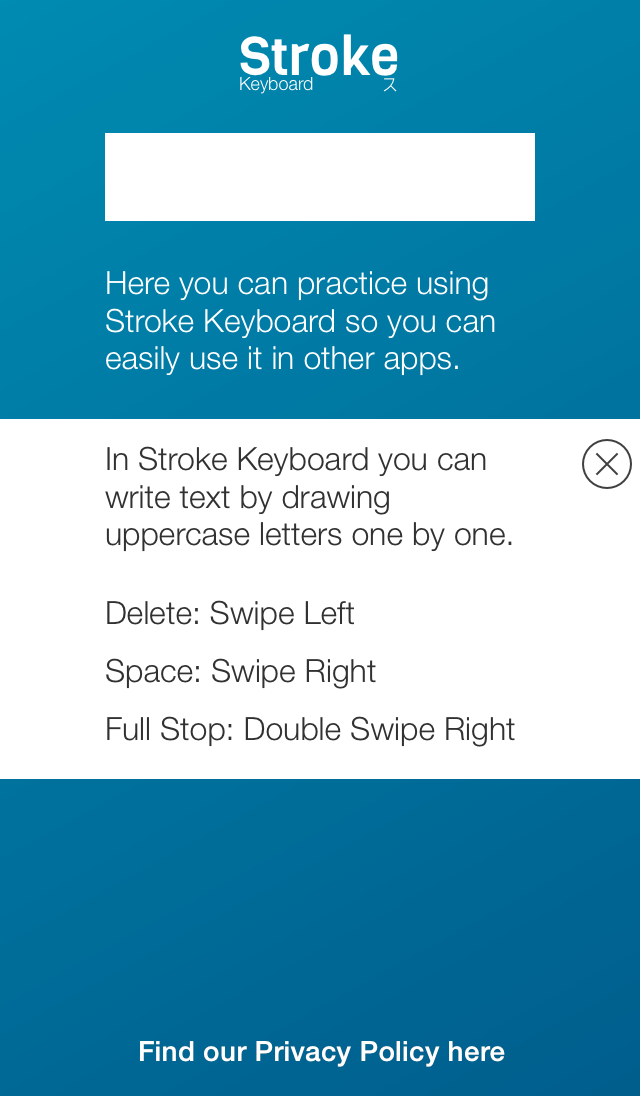 Stroke
Keyboard ス
Here you can practice using
Stroke Keyboard so you can
easily use it in other apps.
In Stroke Keyboard you can
write text by drawing
uppercase letters one by one.
Delete: Swipe Left
Space: Swipe Right
Full Stop: Double Swipe Right
Find our Privacy Policy here